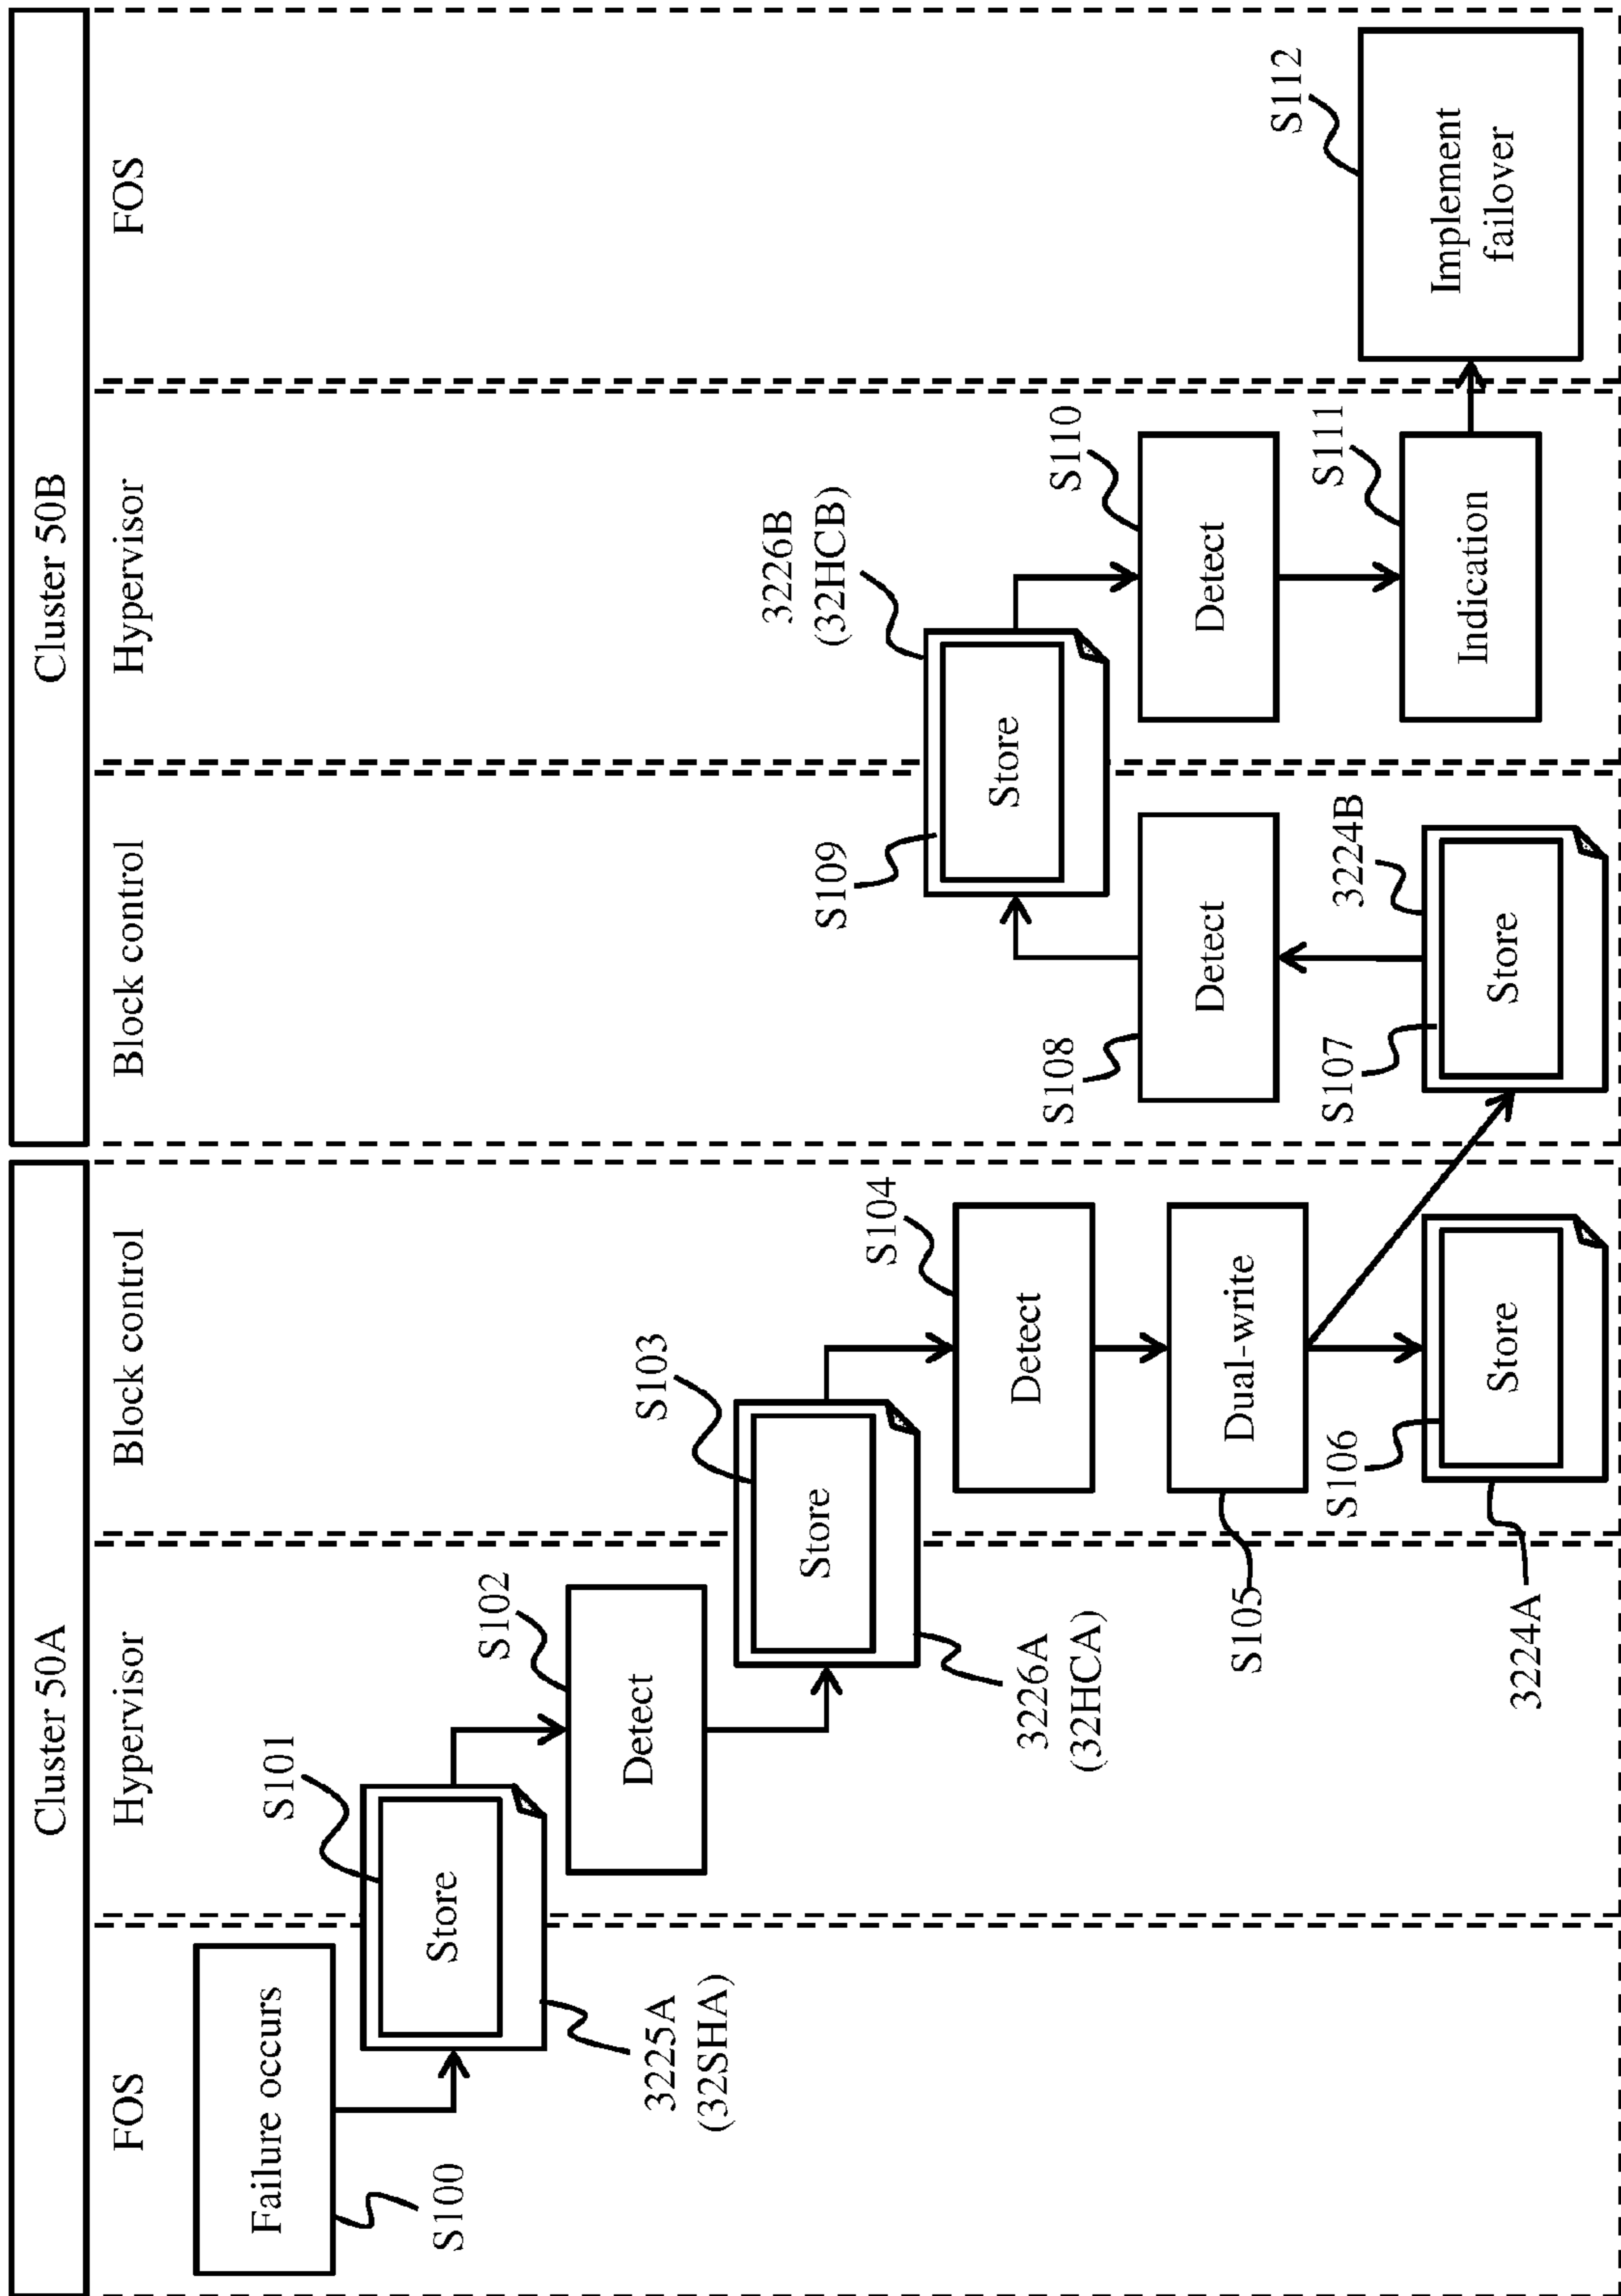 Cluster 50A
Cluster 50B
FOS
Hypervisor
Block control
Block control
Hypervisor
FOS
Failure occurs
S100
S101
Store
3225A
(32SHA)
S102
Detect
S103
Store
3226A
(32HCA)
S104
Detect
S105
Dual-write
S106
Store
3224A
S107
Store
3224B
S108
Detect
S109
Store
3226B
(32HCB)
S110
Detect
S111
Indication
S112
Implement
failover